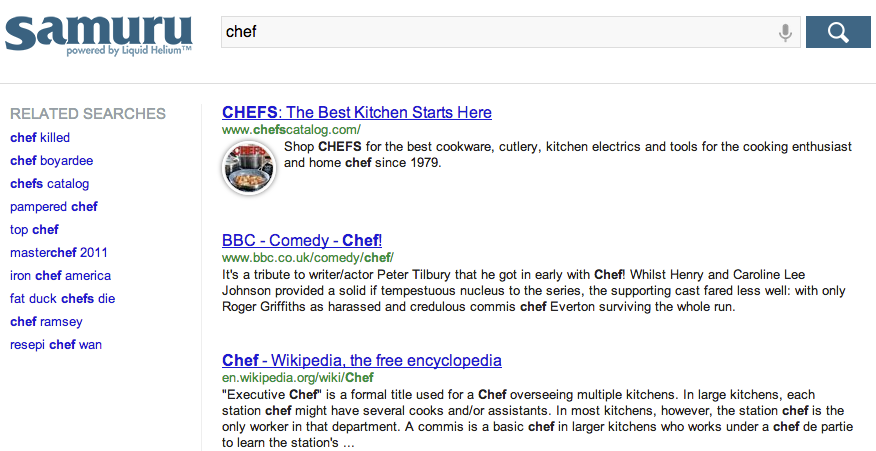 samuru
powered by Liquid Helium™
chef
RELATED SEARCHES
chef killed
chef boyardee
chefs catalog
pampered chef
top chef
masterchef 2011
iron chef america
fat duck chefs die
chef ramsey
resepi chef wan
CHEFS: The Best Kitchen Starts Here
www.chefscatalog.com/
CHEFS
Shop CHEFS for the best cookware, cutlery, kitchen electrics and tools for the cooking enthusiast
and home chef since 1979.
BBC - Comedy - Chef!
www.bbc.co.uk/comedy/chef/
It's a tribute to writer/actor Peter Tilbury that he got in early with Chef! Whilst Henry and Caroline Lee
Johnson provided a solid if tempestuous nucleus to the series, the supporting cast fared less well: with only
Roger Griffiths as harassed and credulous commis chef Everton surviving the whole run.
Chef - Wikipedia, the free encyclopedia
en.wikipedia.org/wiki/Chef
"Executive Chef" is a formal title used for a Chef overseeing multiple kitchens. In large kitchens, each
station chef might have several cooks and/or assistants. In most kitchens, however, the station chef is the
only worker in that department. A commis is a basic chef in larger kitchens who works under a chef de partie
to learn the station's ...